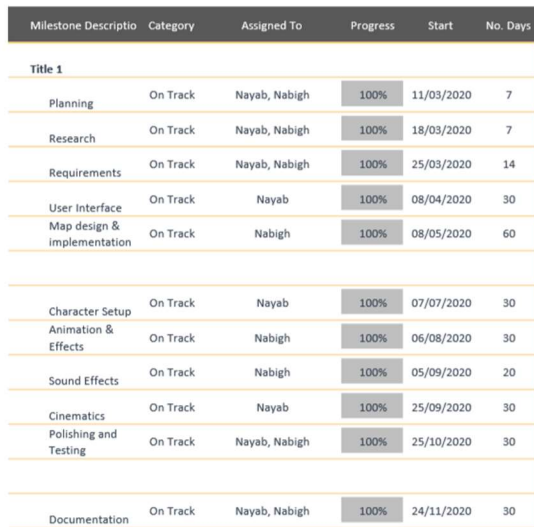 Milestone Descriptio Category Assigned To Progress Start No. Days
Title 1
Planning On Track Nayab, Nabigh 100% 11/03/2020 7
Research On Track Nayab, Nabigh 100% 18/03/2020 7
Requirements On Track Nayab, Nabigh 100% 25/03/2020 14
User Interface On Track Nayab 100% 08/04/2020 30
Map design &
implementation On Track Nabigh 100% 08/05/2020 60
Character Setup On Track Nayab 100% 07/07/2020 30
Animation &
Effects On Track Nabigh 100% 06/08/2020 30
Sound Effects On Track Nabigh 100% 05/09/2020 20
Cinematics On Track Nayab 100% 25/09/2020 30
Polishing and
Testing On Track Nayab, Nabigh 100% 25/10/2020 30
Documentation On Track Nayab, Nabigh 100% 24/11/2020 30